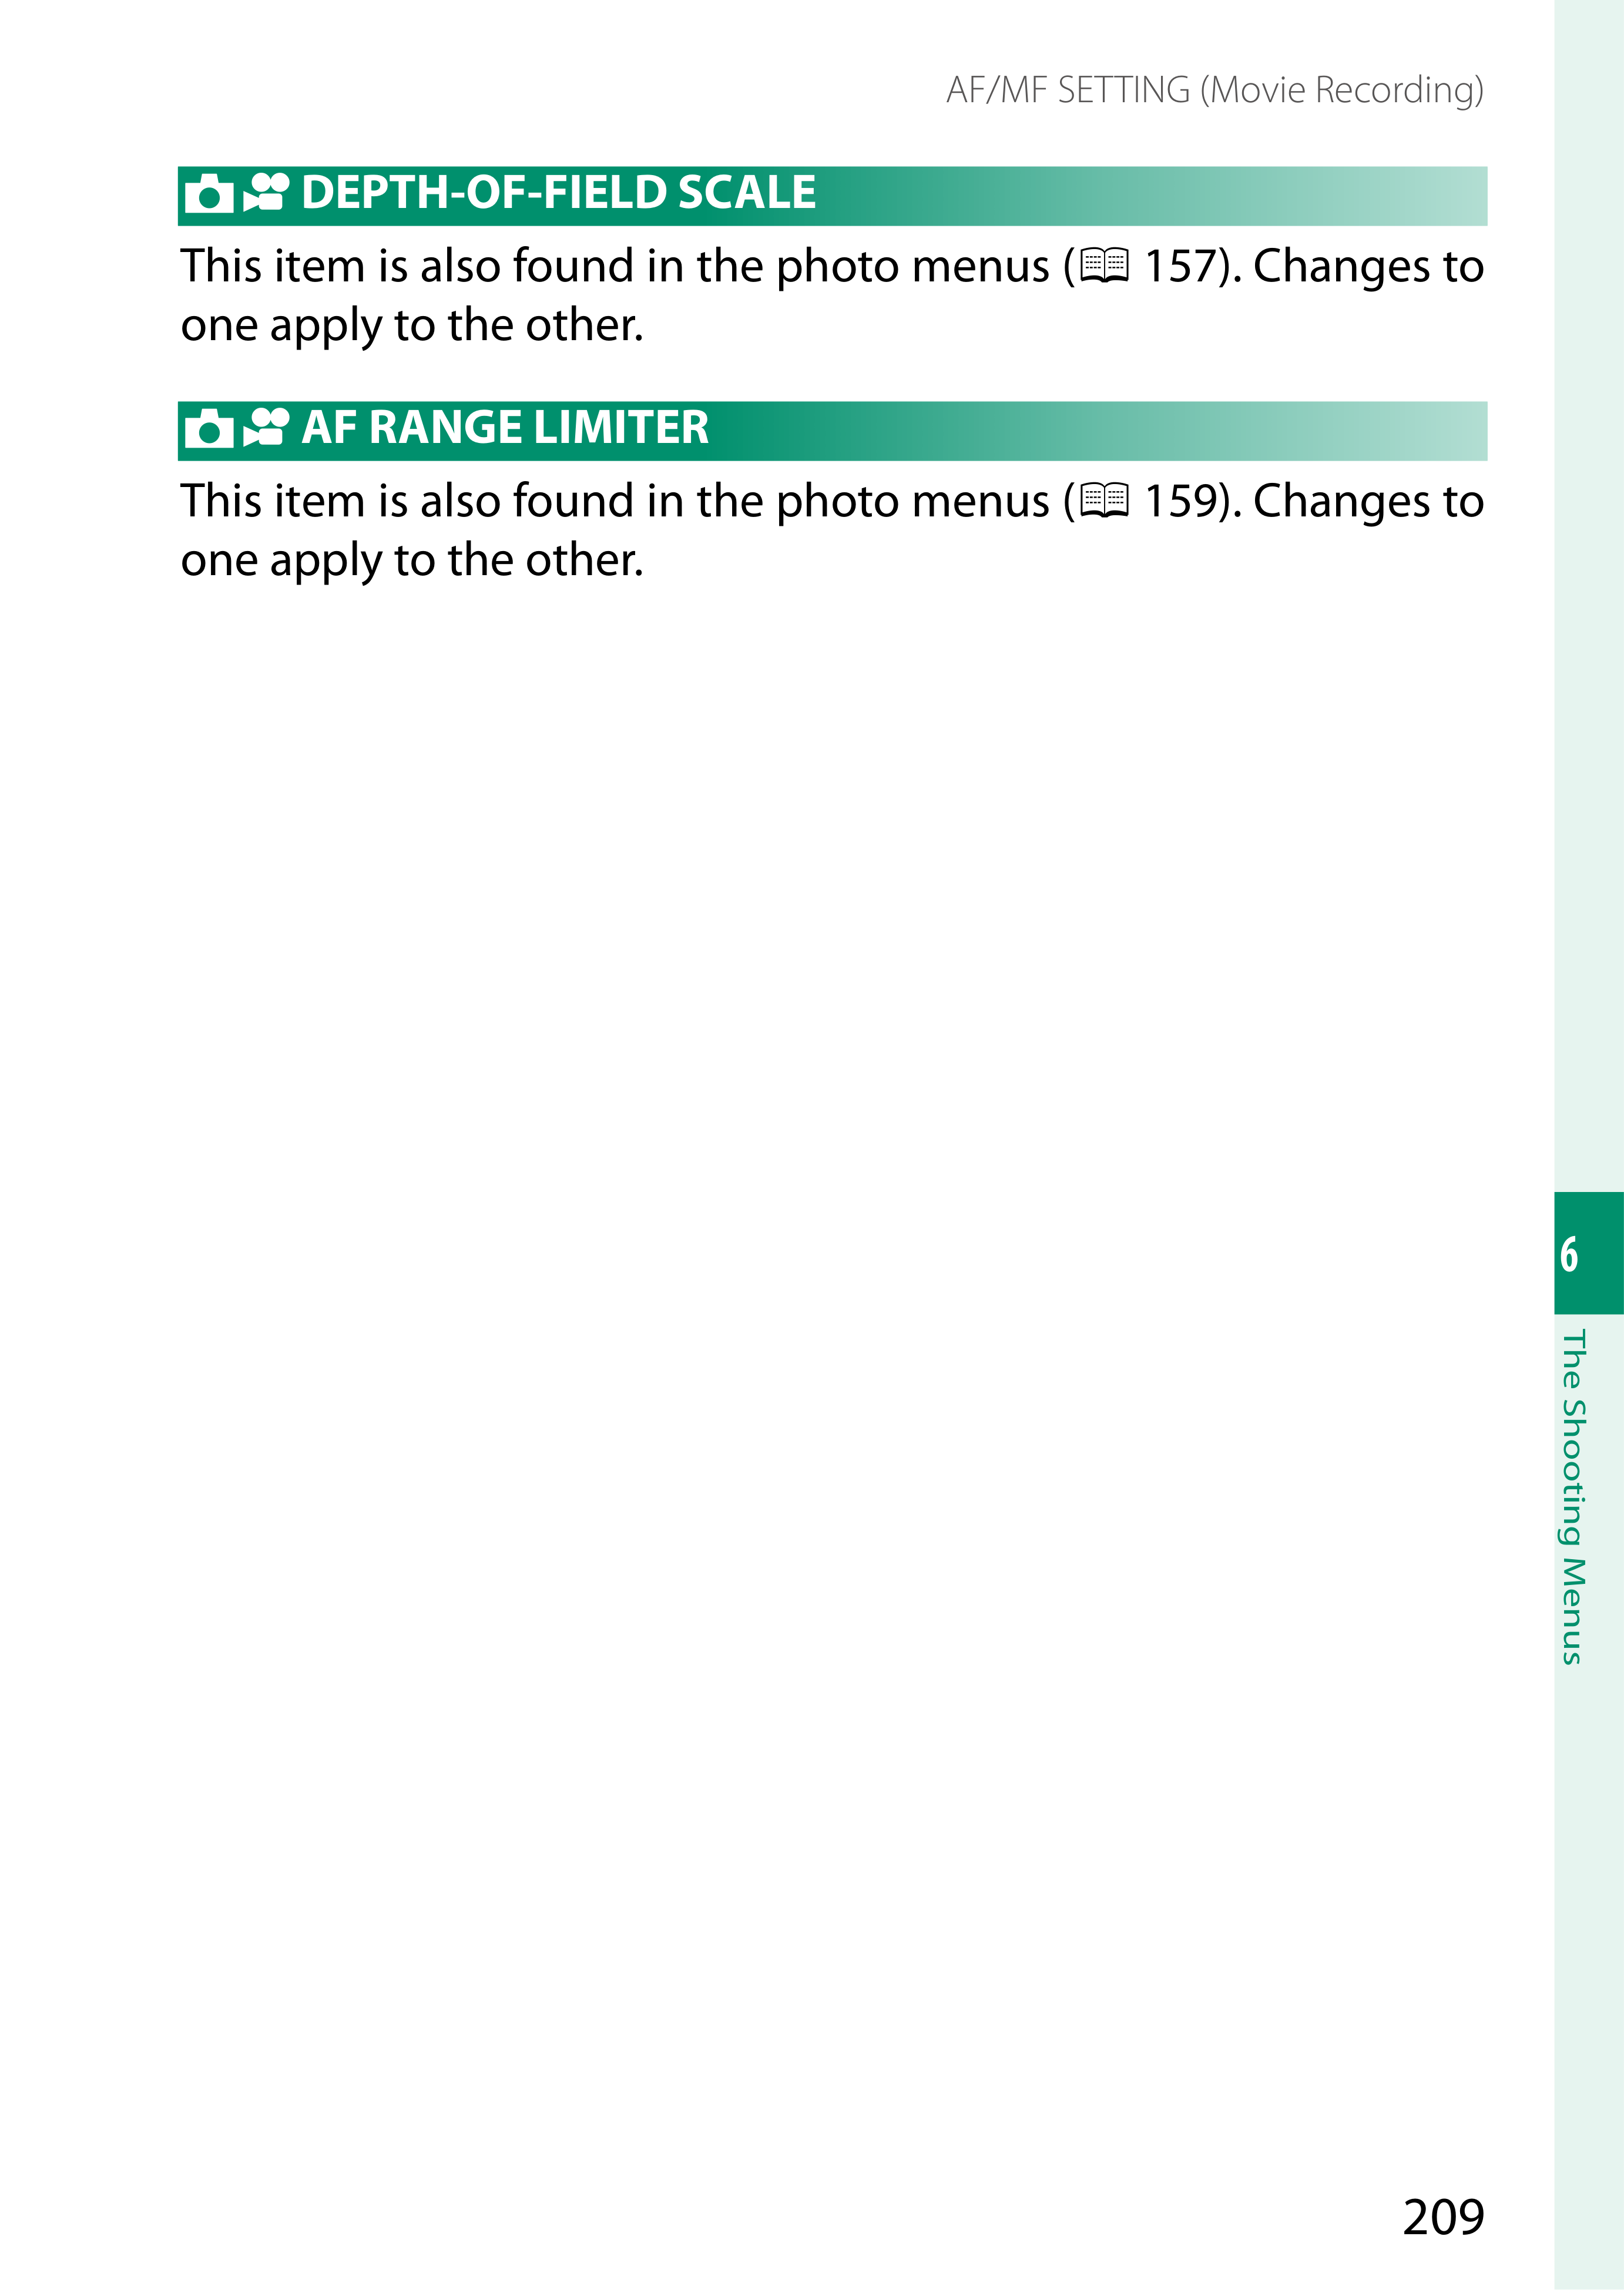 AF/MF SETTING (Movie Recording)
DEPTH-OF-FIELD SCALE
This item is also found in the photo menus ( 157). Changes to
one apply to the other.
AF RANGE LIMITER
This item is also found in the photo menus ( 159). Changes to
one apply to the other.
6
The Shooting Menus
209